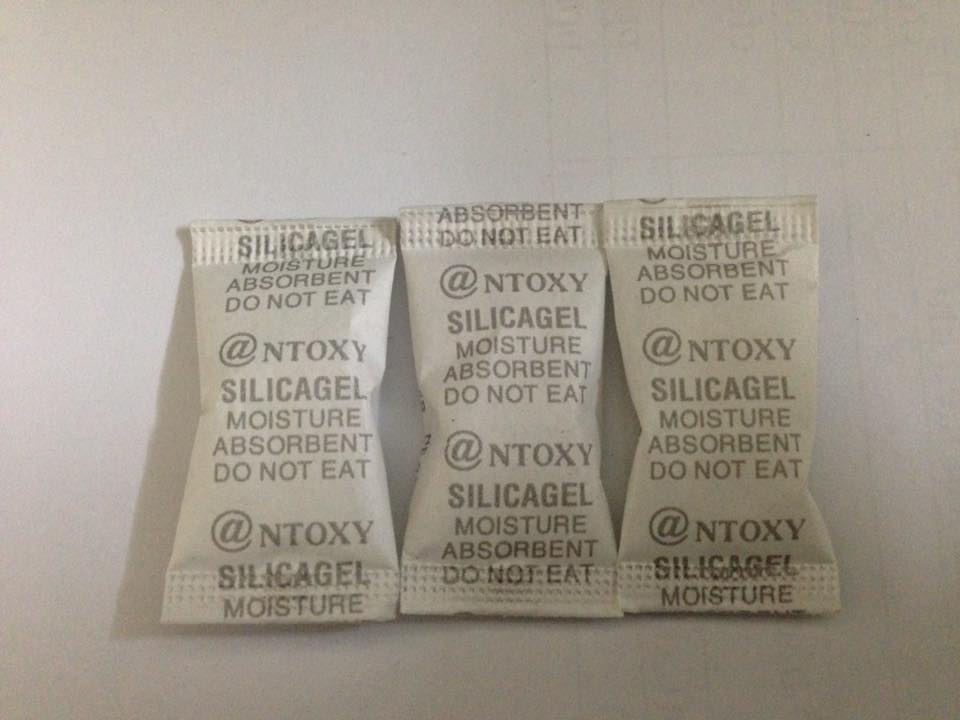 SILICAGEL
MOISTURE
ABSORBENT
DO NOT EAT
@NTOXY
SILICAGEL
MOISTURE
ABSORBENT
DO NOT EAT
@NTOXY
SILICAGEL
MOISTURE
ABSORBENT
DO NOT EAT
@NTOXY
SILICAGEL
MOISTURE
ABSORBENT
DO NOT EAT
@NTOXY
SILICAGEL
MOISTURE
ABSORBENT
DO NOT EAT
SILICAGEL
MOISTURE
ABSORBENT
DO NOT EAT
@NTOXY
SILICAGEL
MOISTURE
ABSORBENT
DO NOT EAT
@NTOXY
SILICAGEL
MOISTURE